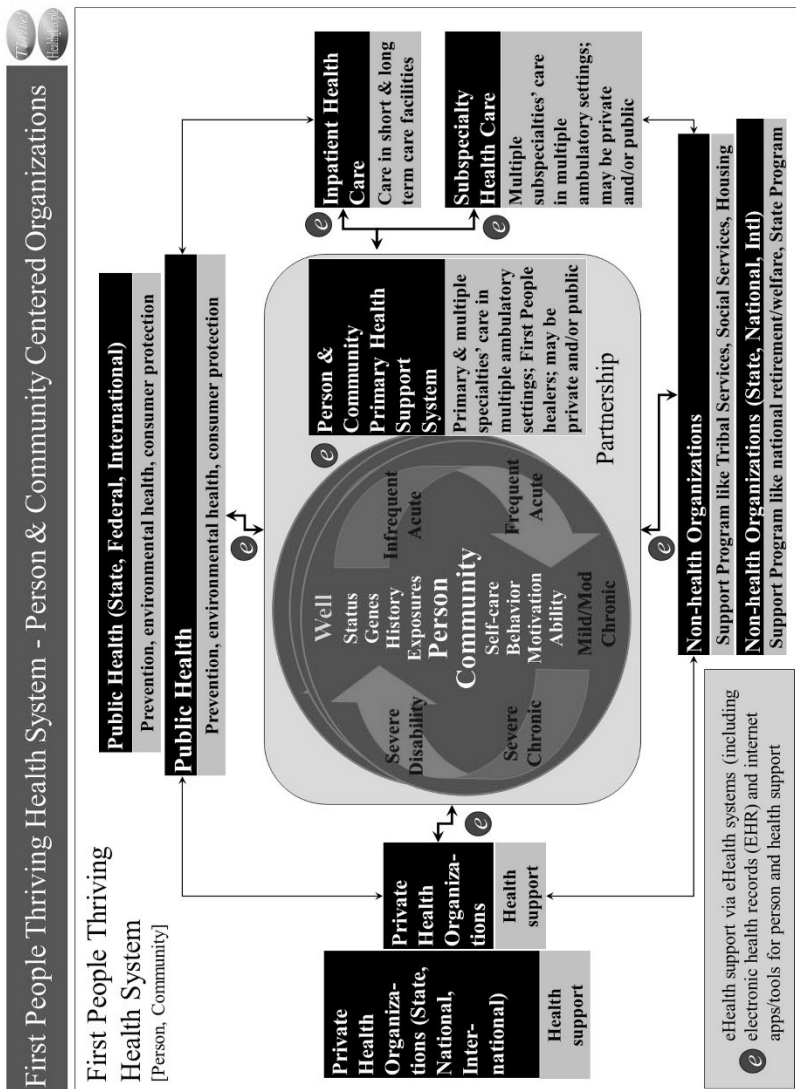 First People Thriving Health System - Person & Community Centered Organizations
Thrive!
HealthePeople
First People Thriving
Health System
[Person, Community]
Public Health (State, Federal, International)
Prevention, environmental health, consumer protection
Public Health
Prevention, environmental health, consumer protection
e
Private
Health
Organiza-
tions (State,
National,
Inter-
national)
Health
support
Private
Health
Organiza-
tions
Health
support
e
Well
Status
Genes
History
Exposures
Person
Community
Self-care
Behavior
Motivation
Ability
Mild/Mod
Chronic
Infrequent
Acute
Frequent
Acute
Severe
Chronic
Severe
Disability
e
Person &
Community
Primary Health
Support
System
Primary & multiple
specialties' care in
multiple ambulatory
settings; First People
healers; may be
private and/or public
Partnership
e
Inpatient Health
Care
Care in short & long
term care facilities
e
Subspecialty
Health Care
Multiple
subspecialties' care
in multiple
ambulatory settings;
may be private
and/or public
e
Non-health Organizations
Support Program like Tribal Services, Social Services, Housing
Non-health Organizations (State, National, Intl)
Support Program like national retirement/welfare, State Program
e
eHealth support via eHealth systems (including
electronic health records (EHR) and internet
apps/tools for person and health support